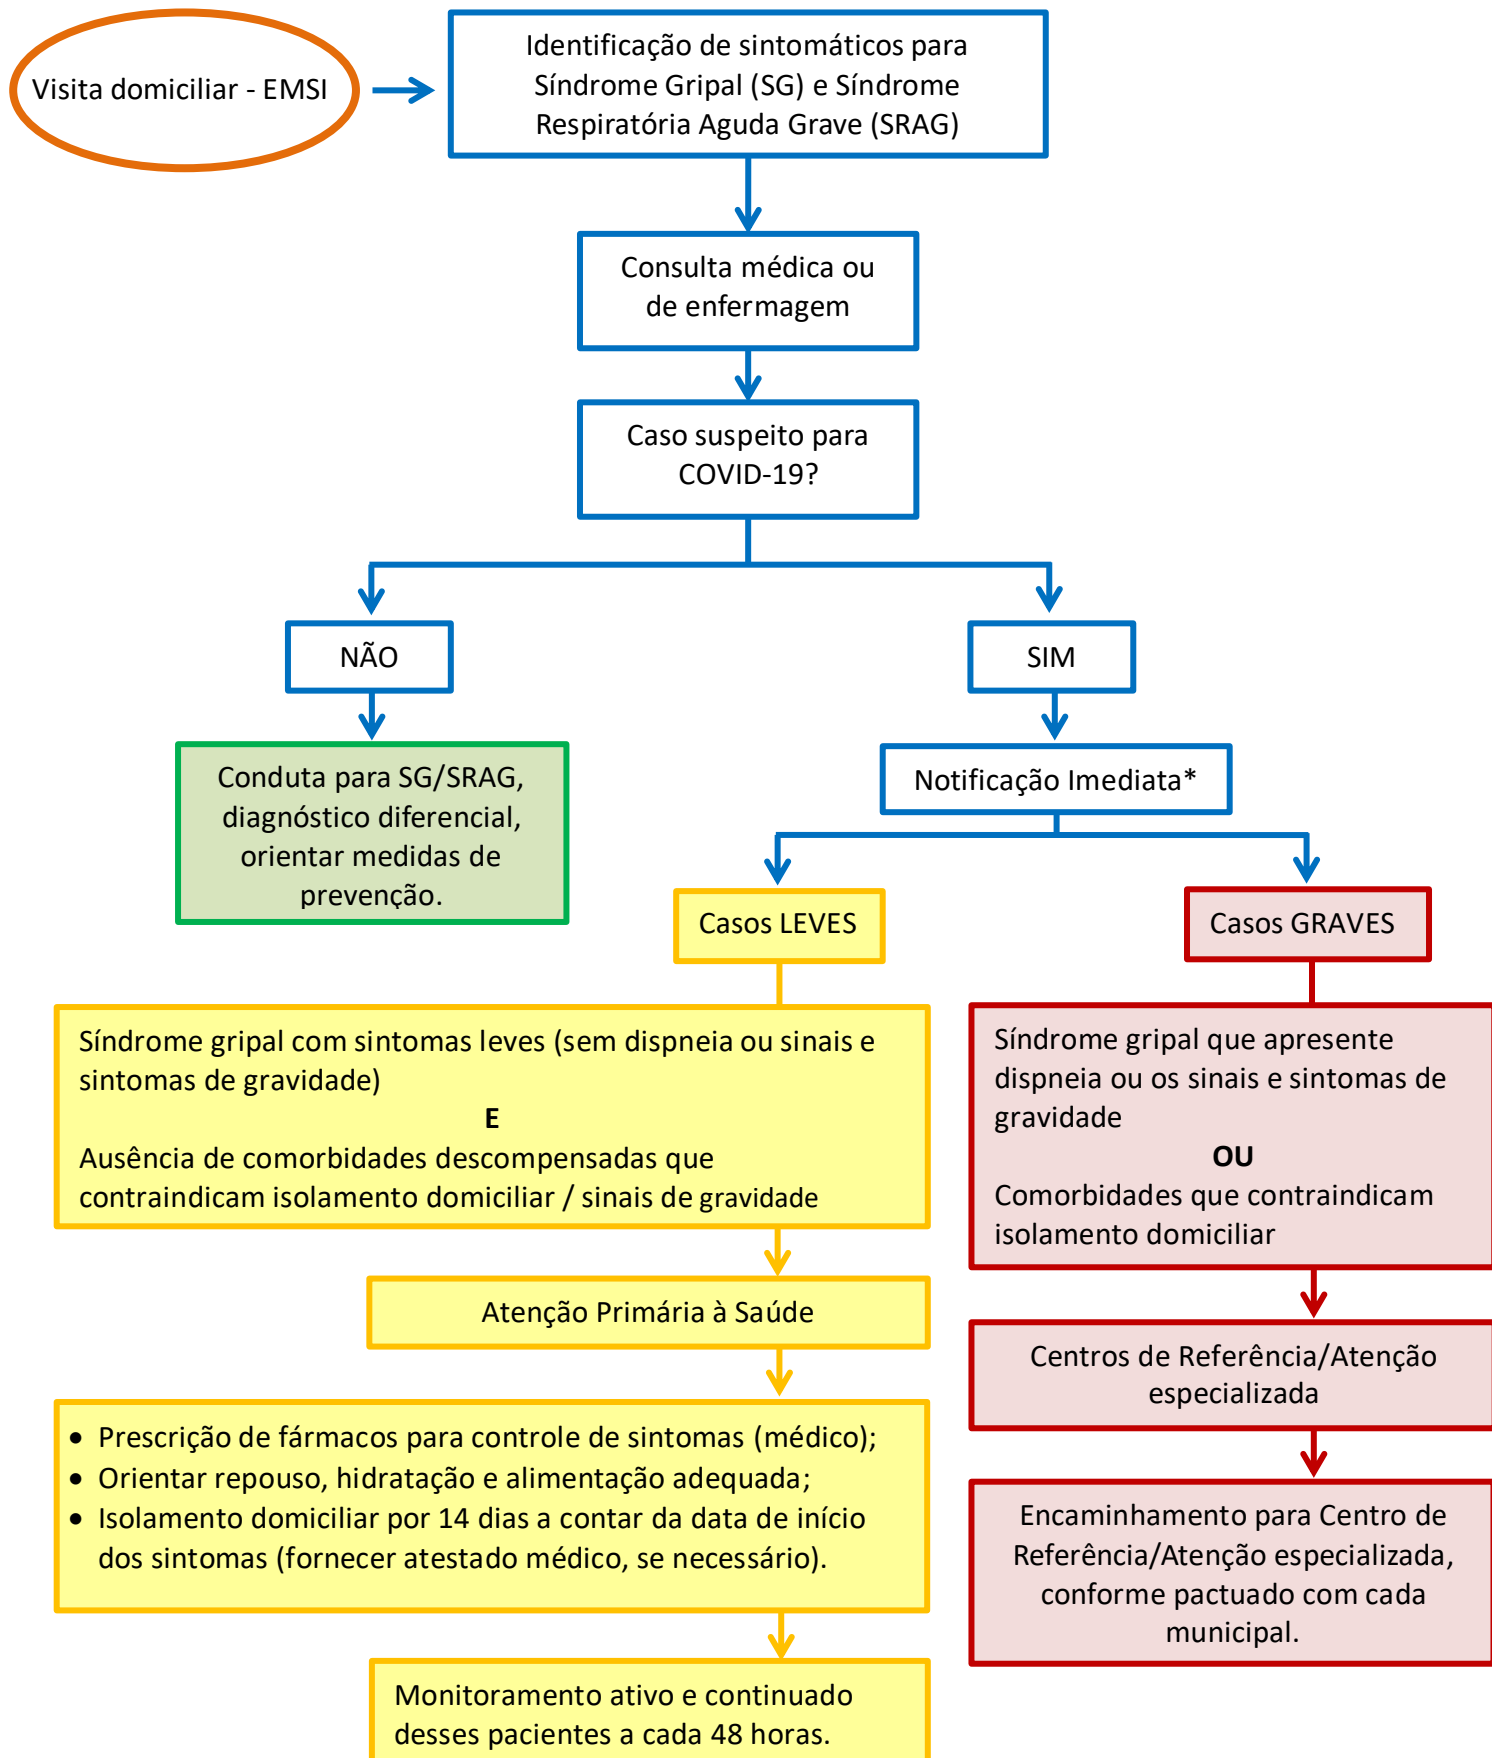 Visita domiciliar - EMSI
Identificação de sintomáticos para
Síndrome Gripal (SG) e Síndrome
Respiratória Aguda Grave (SRAG)
Consulta médica ou
de enfermagem
Caso suspeito para
COVID-19?
NÃO
SIM
Conduta para SG/SRAG,
diagnóstico diferencial,
orientar medidas de
prevenção.
Notificação Imediata*
Casos LEVES
Casos GRAVES
Síndrome gripal com sintomas leves (sem dispneia ou sinais e
sintomas de gravidade)
E
Ausência de comorbidades descompensadas que
contraindicam isolamento domiciliar / sinais de gravidade
Síndrome gripal que apresente
dispneia ou os sinais e sintomas de
gravidade
OU
Comorbidades que contraindicam
isolamento domiciliar
Atenção Primária à Saúde
Centros de Referência/Atenção
especializada
• Prescrição de fármacos para controle de sintomas (médico);
• Orientar repouso, hidratação e alimentação adequada;
• Isolamento domiciliar por 14 dias a contar da data de início
dos sintomas (fornecer atestado médico, se necessário).
Encaminhamento para Centro de
Referência/Atenção especializada,
conforme pactuado com cada
municipal.
Monitoramento ativo e continuado
desses pacientes a cada 48 horas.